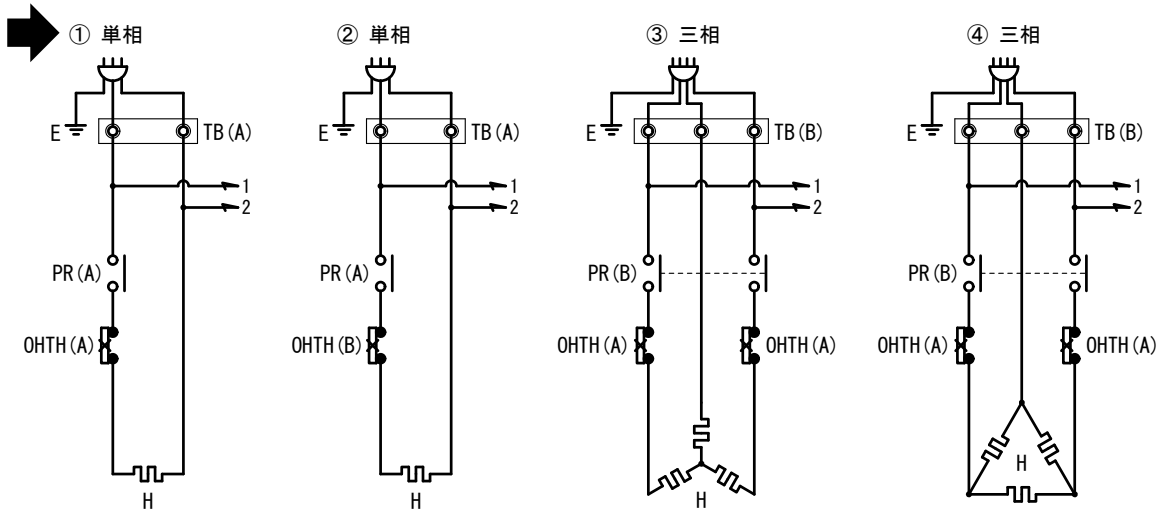 ① 単相
② 単相
③ 三相
④ 三相
E
TB(A)
E
TB(A)
E
TB(B)
E
TB(B)
1
1
1
1
2
2
2
2
PR(A)
PR(A)
PR(B)
PR(B)
OHTH(A)
OHTH(B)
OHTH(A)
OHTH(A)
OHTH(A)
OHTH(A)
H
H
H
H